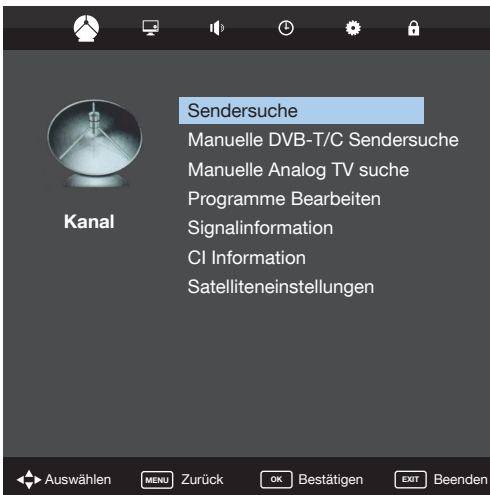 Sendersuche
Manuelle DVB-T/C Sendersuche
Manuelle Analog TV suche
Programme Bearbeiten
Kanal
Signalinformation
CI Information
Satelliteneinstellungen
Auswählen MENU Zurück OK Bestätigen EXIT Beenden